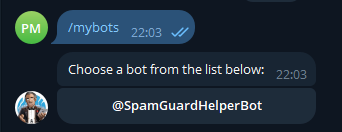 PM
/mybots 22:03
Choose a bot from the list below: 22:03
@SpamGuardHelperBot